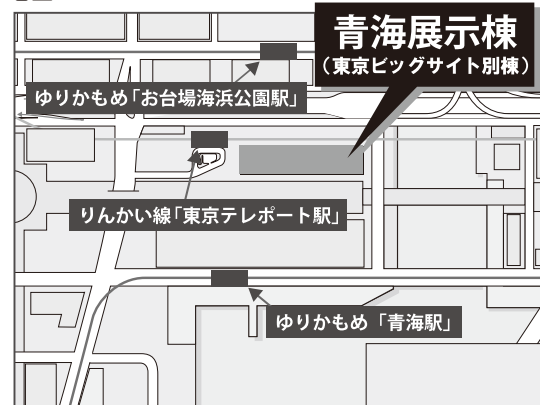 青海展示棟
（東京ビッグサイト別棟）
ゆりかもめ「お台場海浜公園駅」
りんかい線「東京テレポート駅」
ゆりかもめ「青海駅」